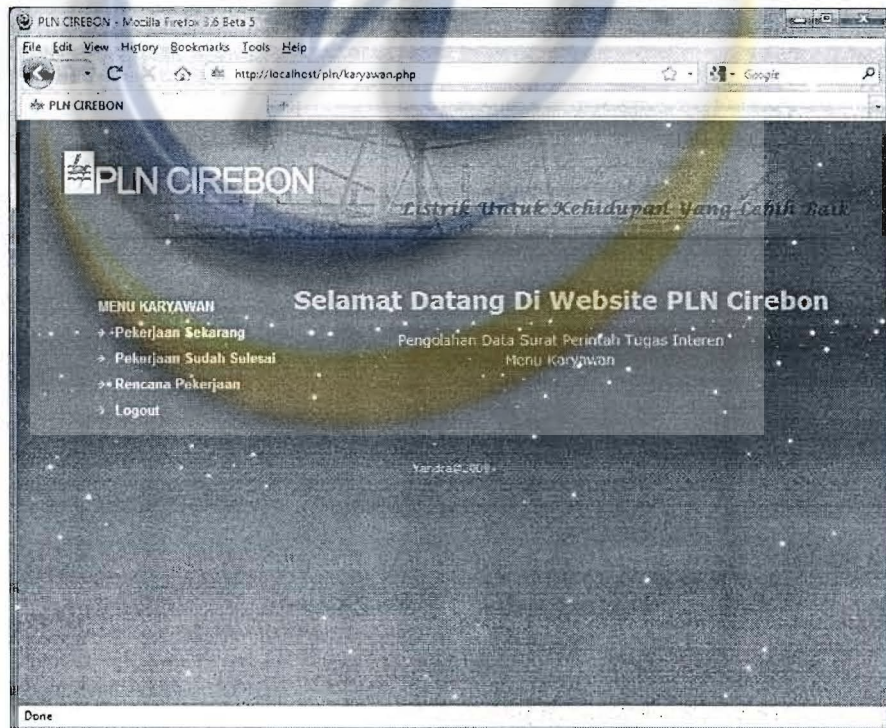 PLN CIREBON - Mozilla Firefox 3.6 Beta 5
File Edit View History Bookmarks Tools Help
http://localhost/pln/karyawan.php
Google
PLN CIREBON
PLN CIREBON
Listrik Untuk Kehidupan Yang Lebih Baik
MENU KARYAWAN
Pekerjaan Sekarang
Pekerjaan Sudah Selesai
Rencana Pekerjaan
Logout
Selamat Datang Di Website PLN Cirebon
Pengolahan Data Surat Perintah Tugas Interen
Menu Karyawan
Done